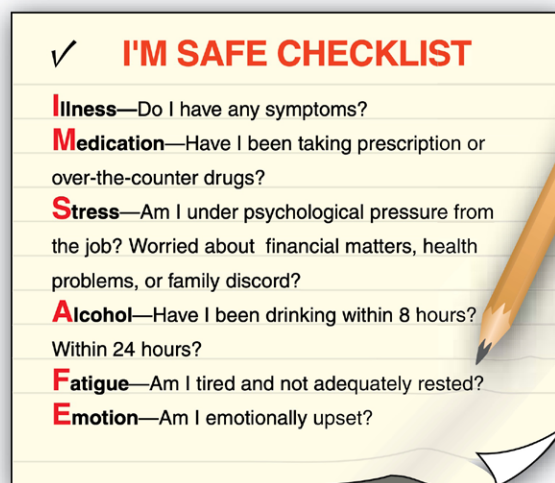 ✓ I'M SAFE CHECKLIST
Illness—Do I have any symptoms?
Medication—Have I been taking prescription or
over-the-counter drugs?
Stress—Am I under psychological pressure from
the job? Worried about  financial matters, health
problems, or family discord?
Alcohol—Have I been drinking within 8 hours?
Within 24 hours?
Fatigue—Am I tired and not adequately rested?
Emotion—Am I emotionally upset?